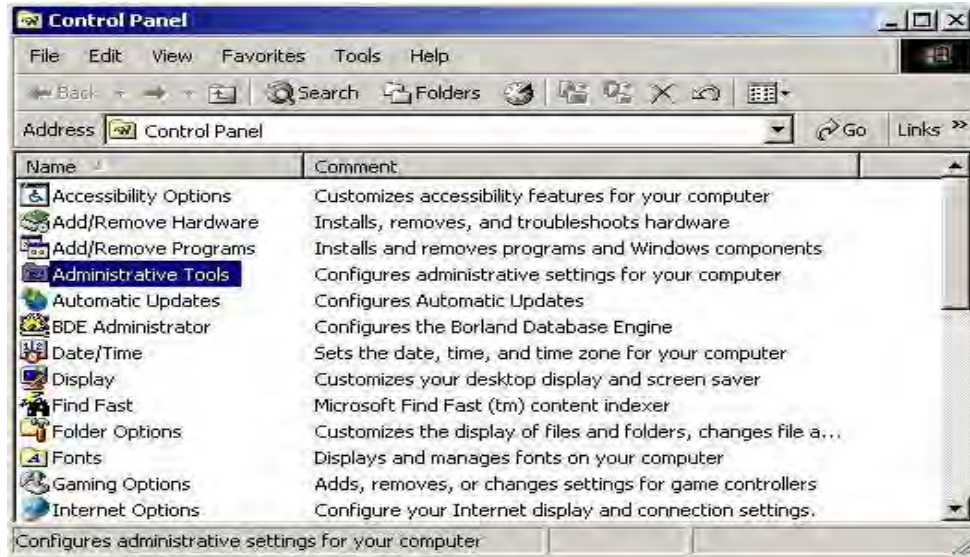 Control Panel
File Edit View Favorites Tools Help
Back Search Folders
Address Control Panel Go Links »
Name Comment
Accessibility Options Customizes accessibility features for your computer
Add/Remove Hardware Installs, removes, and troubleshoots hardware
Add/Remove Programs Installs and removes programs and Windows components
Administrative Tools Configures administrative settings for your computer
Automatic Updates Configures Automatic Updates
BDE Administrator Configures the Borland Database Engine
Date/Time Sets the date, time, and time zone for your computer
Display Customizes your desktop display and screen saver
Find Fast Microsoft Find Fast (tm) content indexer
Folder Options Customizes the display of files and folders, changes file a...
Fonts Displays and manages fonts on your computer
Gaming Options Adds, removes, or changes settings for game controllers
Internet Options Configure your Internet display and connection settings.
Configures administrative settings for your computer